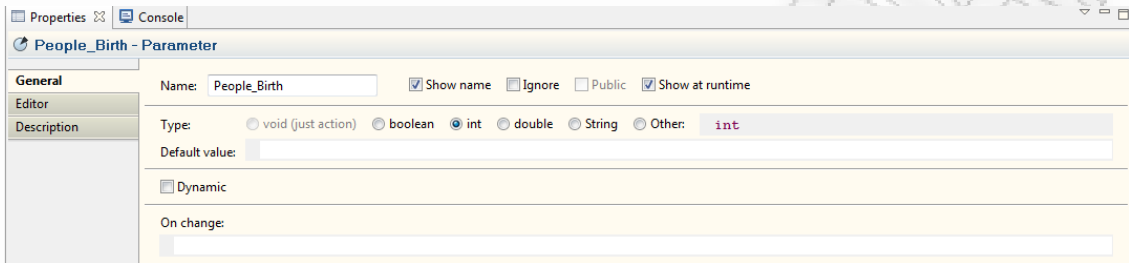 Properties Console
People_Birth - Parameter
General
Editor
Description
Name: People_Birth Show name Ignore Public Show at runtime
Type: void (just action) boolean int double String Other: int
Default value:
Dynamic
On change: